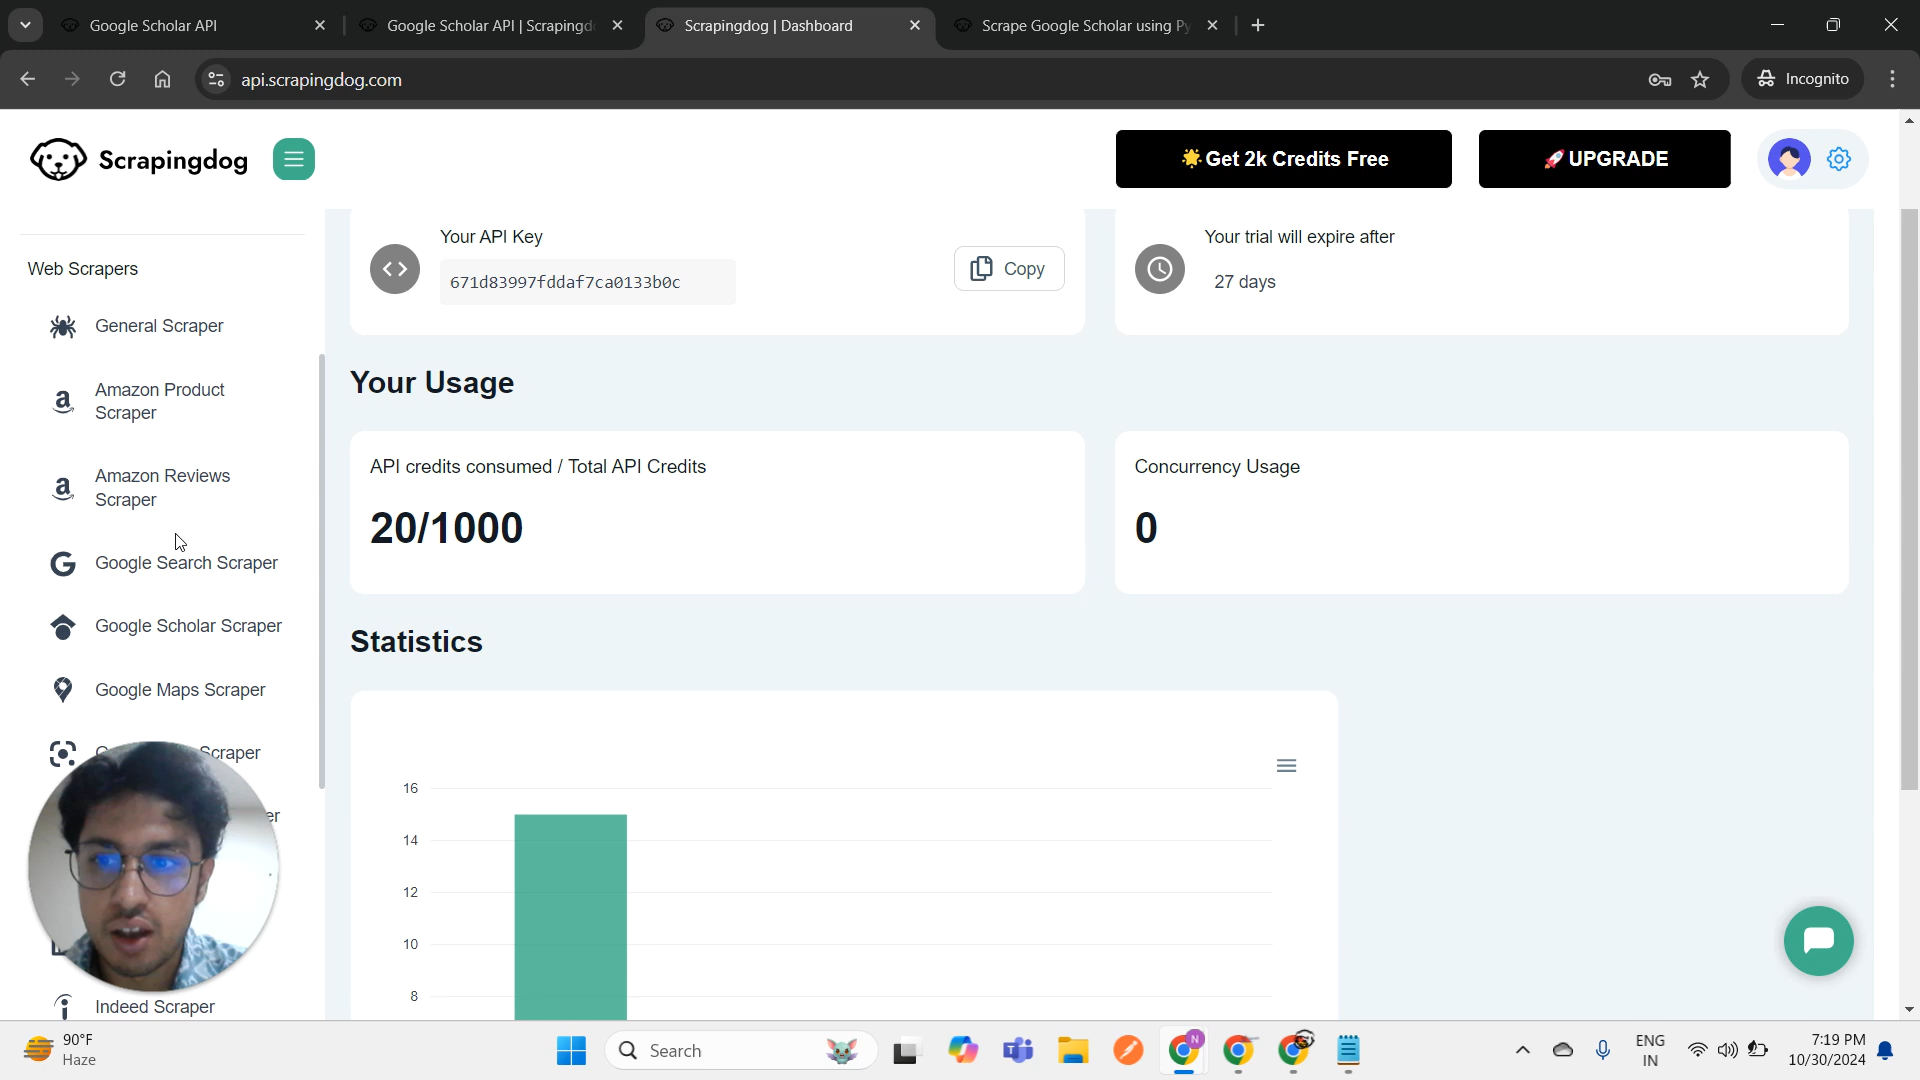 Google Scholar API
Google Scholar API | Scrapingdo
Scrapingdog | Dashboard
Scrape Google Scholar using Py
api.scrapingdog.com
Incognito
Scrapingdog
🌟Get 2k Credits Free
🚀UPGRADE
Web Scrapers
General Scraper
Amazon Product
Scraper
Amazon Reviews
Scraper
Google Search Scraper
Google Scholar Scraper
Google Maps Scraper
Scraper
er
Indeed Scraper
Your API Key
671d83997fddaf7ca0133b0c
Copy
Your trial will expire after
27 days
Your Usage
API credits consumed / Total API Credits
20/1000
Concurrency Usage
0
Statistics
16
14
12
10
8
90°F
Haze
Search
N
ENG
IN
7:19 PM
10/30/2024